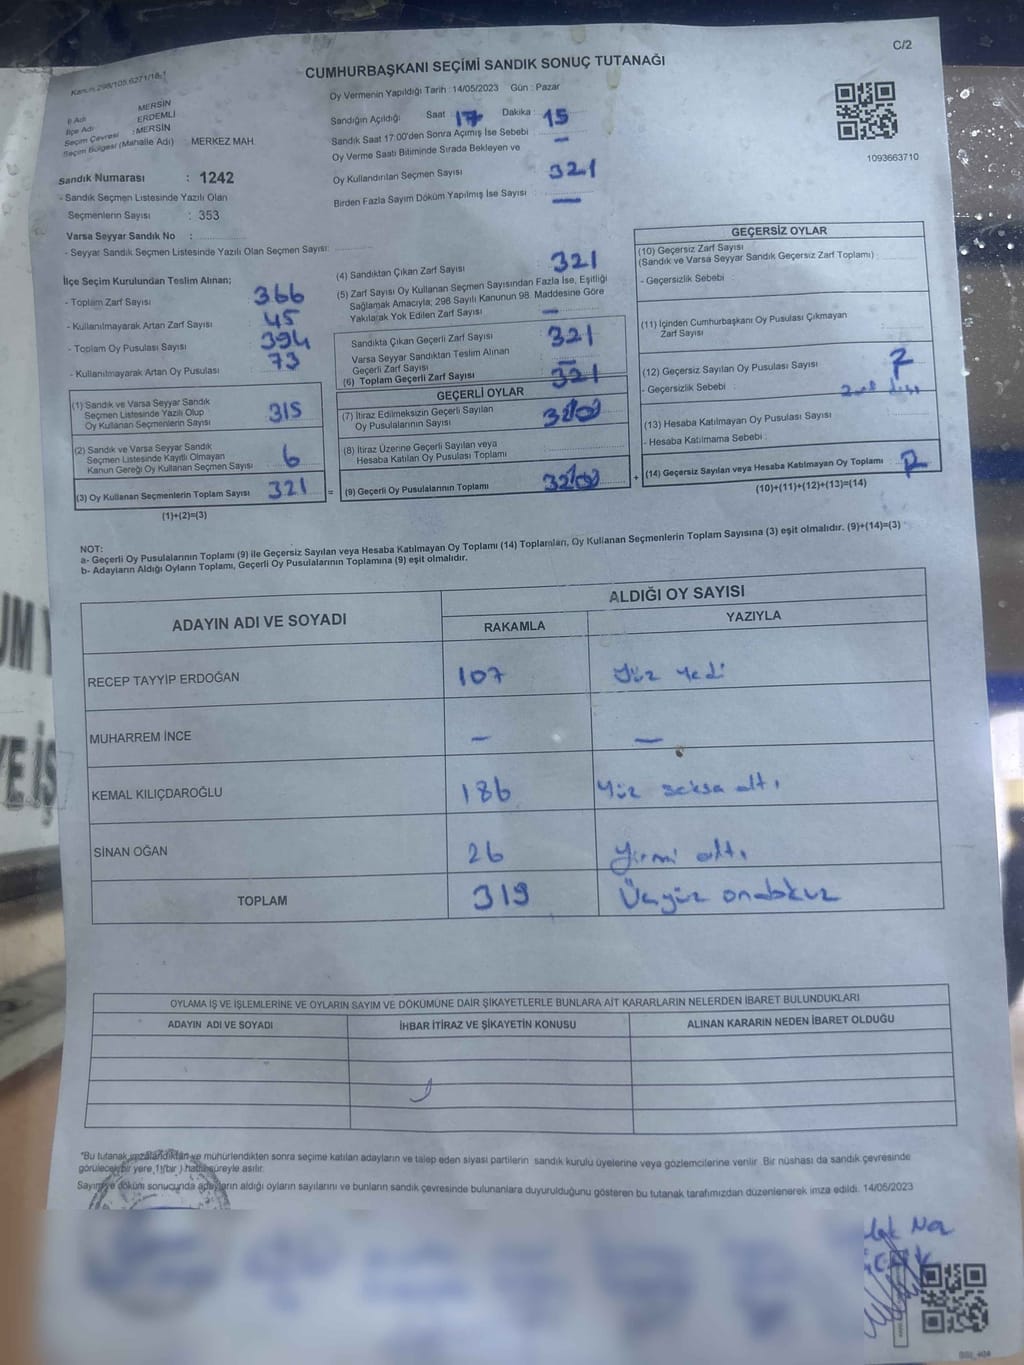 C/2
CUMHURBAŞKANI SEÇİMİ SANDIK SONUÇ TUTANAĞI
Kanun 298/105,6271/18-1
Oy Vermenin Yapıldığı Tarih : 14/05/2023 Gün : Pazar
İl Adı : MERSİN
İlçe Adı : ERDEMLİ
Seçim Çevresi : MERSİN
Seçim Bölgesi (Mahalle Adı) : MERKEZ MAH
Sandığın Açıldığı Saat : 17 Dakika : 15
Sandık Saat 17:00'den Sonra Açılmış İse Sebebi : —
Oy Verme Saati Bitiminde Sırada Bekleyen ve
Oy Kullandırılan Seçmen Sayısı : 321
Birden Fazla Sayım Döküm Yapılmış İse Sayısı : —
1093663710
Sandık Numarası : 1242
- Sandık Seçmen Listesinde Yazılı Olan
Seçmenlerin Sayısı : 353
Varsa Seyyar Sandık No :
- Seyyar Sandık Seçmen Listesinde Yazılı Olan Seçmen Sayısı:
İlçe Seçim Kurulundan Teslim Alınan;
- Toplam Zarf Sayısı : 366
- Kullanılmayarak Artan Zarf Sayısı : 45
- Toplam Oy Pusulası Sayısı : 394
- Kullanılmayarak Artan Oy Pusulası : 73
(4) Sandıktan Çıkan Zarf Sayısı : 321
(5) Zarf Sayısı Oy Kullanan Seçmen Sayısından Fazla İse, Eşitliği
Sağlamak Amacıyla; 298 Sayılı Kanunun 98. Maddesine Göre
Yakılarak Yok Edilen Zarf Sayısı : —
Sandıkta Çıkan Geçerli Zarf Sayısı : 321
Varsa Seyyar Sandıktan Teslim Alınan
Geçerli Zarf Sayısı : —
(6) Toplam Geçerli Zarf Sayısı : 321
GEÇERSİZ OYLAR
(10) Geçersiz Zarf Sayısı
(Sandık ve Varsa Seyyar Sandık Geçersiz Zarf Toplamı) :
- Geçersizlik Sebebi :
(11) İçinden Cumhurbaşkanı Oy Pusulası Çıkmayan
Zarf Sayısı :
(12) Geçersiz Sayılan Oy Pusulası Sayısı :
- Geçersizlik Sebebi :
(13) Hesaba Katılmayan Oy Pusulası Sayısı :
- Hesaba Katılmama Sebebi :
(14) Geçersiz Sayılan veya Hesaba Katılmayan Oy Toplamı :
(10)+(11)+(12)+(13)=(14)
(1) Sandık ve Varsa Seyyar Sandık
Seçmen Listesinde Yazılı Olup
Oy Kullanan Seçmenlerin Sayısı : 315
(2) Sandık ve Varsa Seyyar Sandık
Seçmen Listesinde Kayıtlı Olmayan
Kanun Gereği Oy Kullanan Seçmen Sayısı : 6
(3) Oy Kullanan Seçmenlerin Toplam Sayısı : 321 =
(1)+(2)=(3)
GEÇERLİ OYLAR
(7) İtiraz Edilmeksizin Geçerli Sayılan
Oy Pusulalarının Sayısı :
(8) İtiraz Üzerine Geçerli Sayılan veya
Hesaba Katılan Oy Pusulası Toplamı :
(9) Geçerli Oy Pusulalarının Toplamı : +
NOT:
a- Geçerli Oy Pusulalarının Toplamı (9) ile Geçersiz Sayılan veya Hesaba Katılmayan Oy Toplamı (14) Toplamları, Oy Kullanan Seçmenlerin Toplam Sayısına (3) eşit olmalıdır. (9)+(14)=(3)
b- Adayların Aldığı Oyların Toplamı, Geçerli Oy Pusulalarının Toplamına (9) eşit olmalıdır.
ADAYIN ADI VE SOYADI
ALDIĞI OY SAYISI
RAKAMLA YAZIYLA
RECEP TAYYİP ERDOĞAN 107 Yüz yedi
MUHARREM İNCE — —
KEMAL KILIÇDAROĞLU 186 Yüz seksa altı
SİNAN OĞAN 26 Yirmi altı
TOPLAM 319 Üçyüz ondokuz
OYLAMA İŞ VE İŞLEMLERİNE VE OYLARIN SAYIM VE DÖKÜMÜNE DAİR ŞİKAYETLERLE BUNLARA AİT KARARLARIN NELERDEN İBARET BULUNDUKLARI
ADAYIN ADI VE SOYADI İHBAR İTİRAZ VE ŞİKAYETİN KONUSU ALINAN KARARIN NEDEN İBARET OLDUĞU
"Bu tutanak imzalandıktan ve mühürlendikten sonra seçime katılan adayların ve talep eden siyasi partilerin sandık kurulu üyelerine veya gözlemcilerine verilir. Bir nüshası da sandık çevresinde
görülecek bir yere 1 (bir) hafta süreyle asılır.
Sayım ve döküm sonucunda adayların aldığı oyların sayılarını ve bunların sandık çevresinde bulunanlara duyurulduğunu gösteren bu tutanak tarafımızdan düzenlenerek imza edildi. 14/05/2023